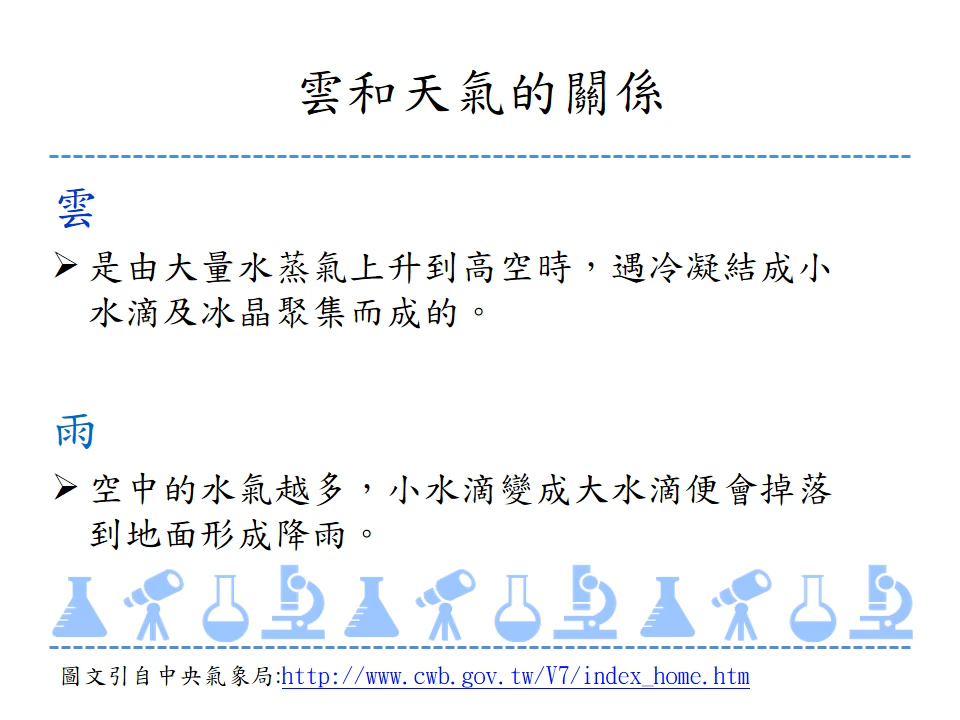 雲和天氣的關係
雲
➢ 是由大量水蒸氣上升到高空時，遇冷凝結成小
水滴及冰晶聚集而成的。
雨
➢ 空中的水氣越多，小水滴變成大水滴便會掉落
到地面形成降雨。
圖文引自中央氣象局:http://www.cwb.gov.tw/V7/index_home.htm